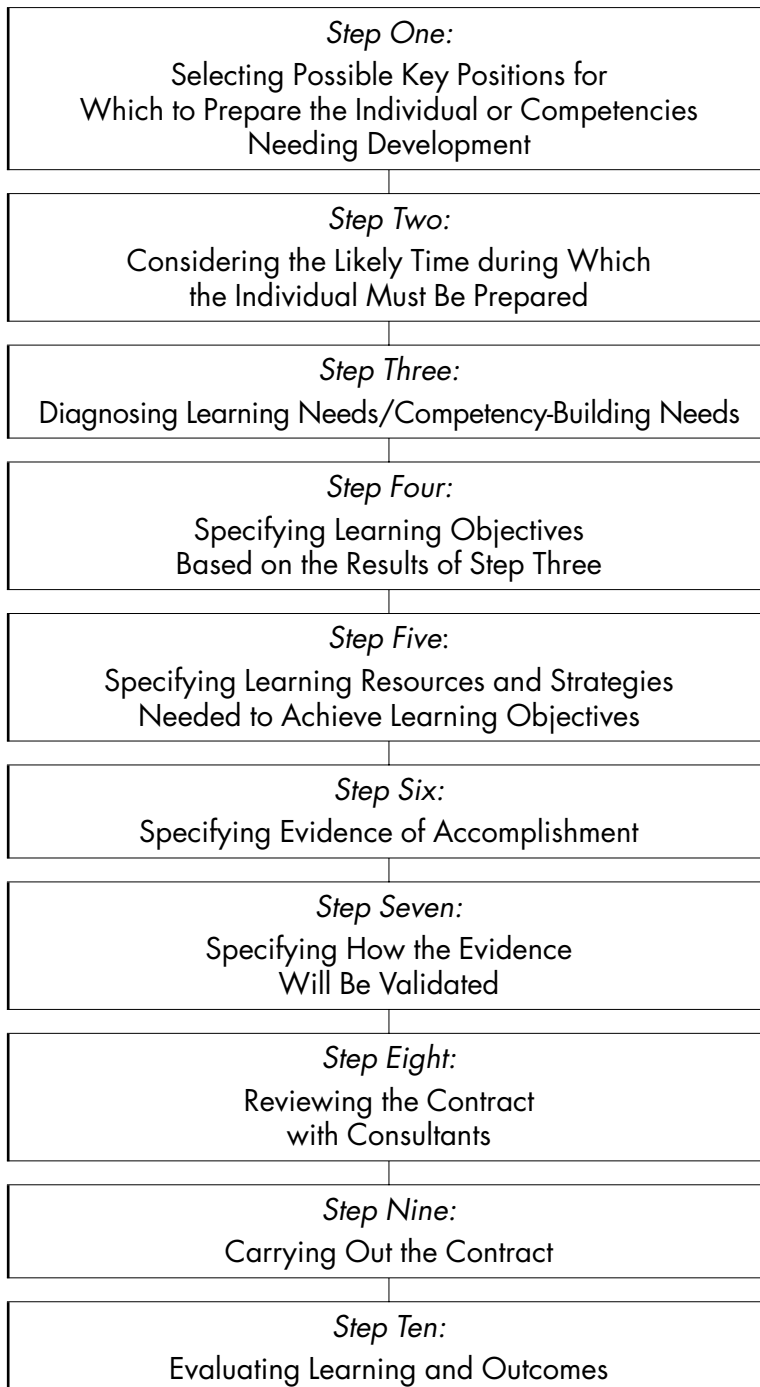 Step One:
Selecting Possible Key Positions for
Which to Prepare the Individual or Competencies
Needing Development
Step Two:
Considering the Likely Time during Which
the Individual Must Be Prepared
Step Three:
Diagnosing Learning Needs/Competency-Building Needs
Step Four:
Specifying Learning Objectives
Based on the Results of Step Three
Step Five:
Specifying Learning Resources and Strategies
Needed to Achieve Learning Objectives
Step Six:
Specifying Evidence of Accomplishment
Step Seven:
Specifying How the Evidence
Will Be Validated
Step Eight:
Reviewing the Contract
with Consultants
Step Nine:
Carrying Out the Contract
Step Ten:
Evaluating Learning and Outcomes